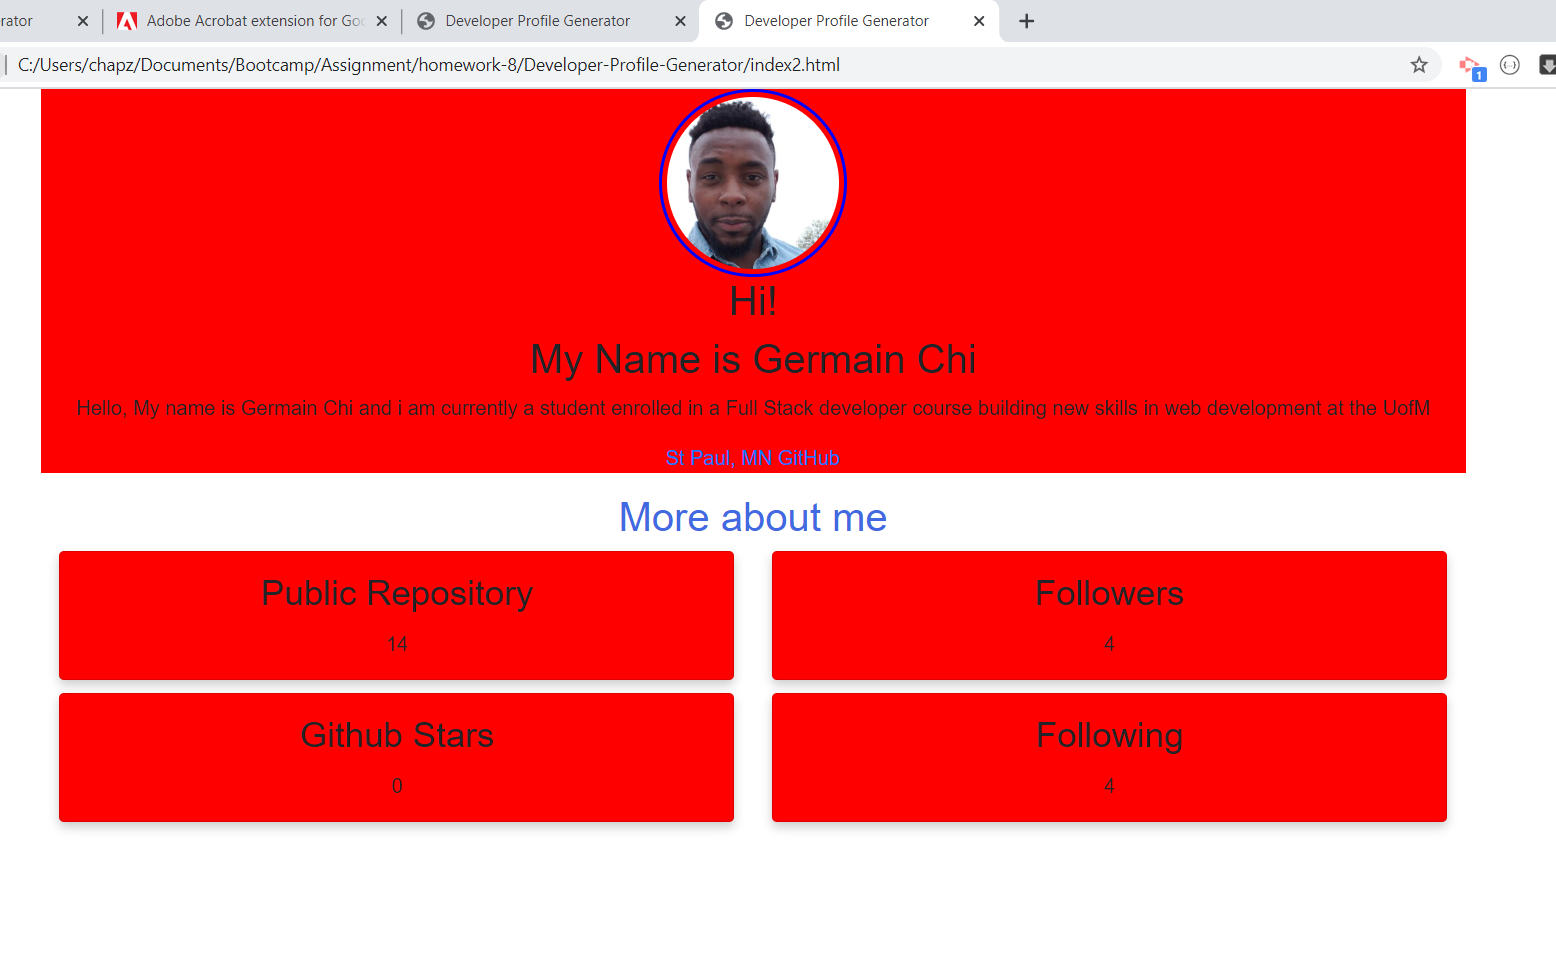 rator
Adobe Acrobat extension for Goo
Developer Profile Generator
Developer Profile Generator
C:/Users/chapz/Documents/Bootcamp/Assignment/homework-8/Developer-Profile-Generator/index2.html
1
Hi!
My Name is Germain Chi
Hello, My name is Germain Chi and i am currently a student enrolled in a Full Stack developer course building new skills in web development at the UofM
St Paul, MN GitHub
More about me
Public Repository
14
Followers
4
Github Stars
0
Following
4